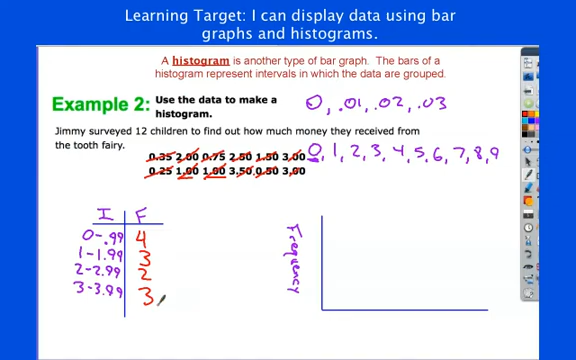 Learning Target: I can display data using bar
graphs and histograms.
A histogram is another type of bar graph. The bars of a
histogram represent intervals in which the data are grouped.
Example 2: Use the data to make a
histogram.
0, .01, .02, .03
Jimmy surveyed 12 children to find out how much money they received from
the tooth fairy.
0.35 2.00 0.75 2.50 1.50 3.00
0, 1, 2, 3, 4, 5, 6, 7, 8, 9
0.25 1.00 1.00 3.50 0.50 3.00
I F
0-.99 4
1-1.99 3
2-2.99 2
3-3.99 3
Frequency